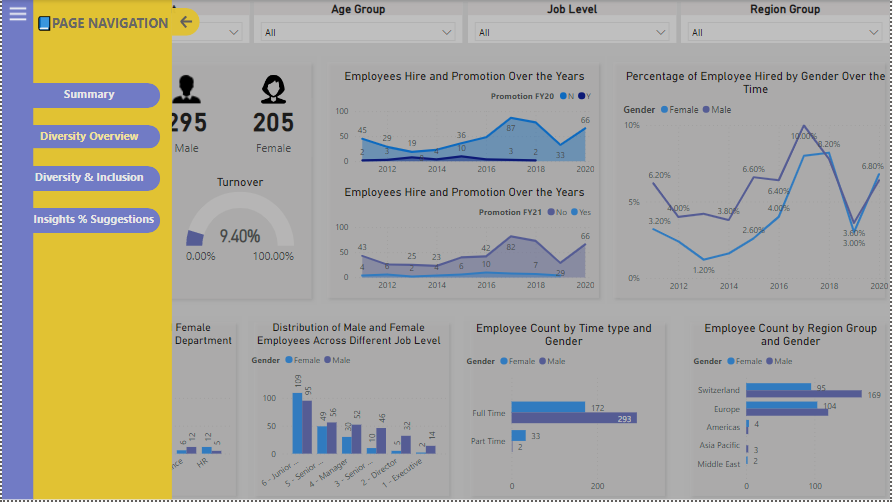 PAGE NAVIGATION
Age Group
Job Level
Region Group
All
All
All
Summary
Diversity Overview
Diversity & Inclusion
Insights % Suggestions
295
205
Male
Female
Turnover
9.40%
0.00%
100.00%
Employees Hire and Promotion Over the Years
Promotion FY20 N Y
100
50
0
45
29
19
36
87
33
66
2
3
4
10
3
2
2012
2014
2016
2018
2020
Employees Hire and Promotion Over the Years
Promotion FY21 No Yes
100
50
0
43
25
23
42
82
29
66
4
6
2
4
6
10
7
2012
2014
2016
2018
2020
Percentage of Employee Hired by Gender Over the
Time
Gender Female Male
10%
5%
0%
6.20%
4.00%
3.80%
6.60%
6.40%
10.00%
8.20%
3.60%
6.80%
3.20%
1.20%
2.60%
4.00%
3.00%
2012
2014
2016
2018
2020
Female
Department
6
12
12
5
nce
HR
Distribution of Male and Female
Employees Across Different Job Level
Gender Female Male
100
50
0
109
95
49
56
30
52
10
46
5
32
2
14
6 - Junior ...
5 - Senior ...
4 - Manager
3 - Senior ...
2 - Director
1 - Executive
Employee Count by Time type and
Gender
Gender Female Male
Full Time
172
293
Part Time
33
2
0
200
Employee Count by Region Group
and Gender
Gender Female Male
Switzerland
95
169
Europe
104
Americas
4
Asia Pacific
3
Middle East
2
0
100